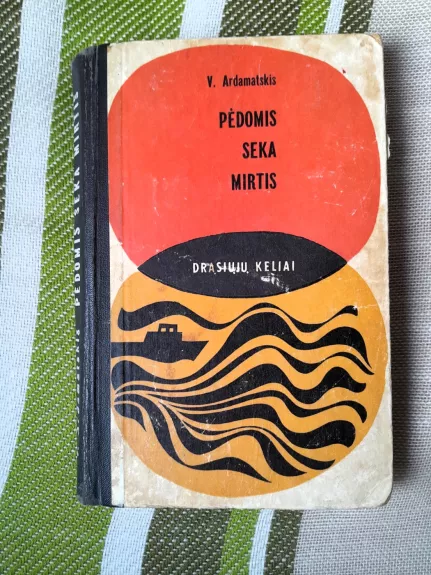 V. Ardamatskis
PĖDOMIS
SEKA
MIRTIS
DRĄSIŲJŲ KELIAI
PĖDOMIS SEKA MIRTIS